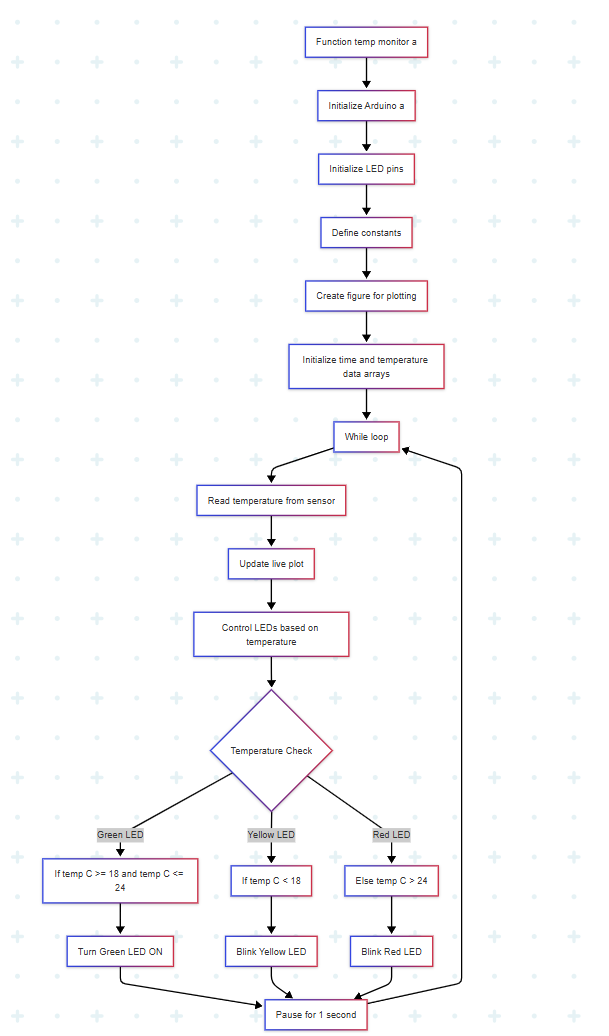 Function temp monitor a
Initialize Arduino a
Initialize LED pins
Define constants
Create figure for plotting
Initialize time and temperature
data arrays
While loop
Read temperature from sensor
Update live plot
Control LEDs based on
temperature
Temperature Check
Green LED
Yellow LED
Red LED
If temp C >= 18 and temp C <=
24
If temp C < 18
Else temp C > 24
Turn Green LED ON
Blink Yellow LED
Blink Red LED
Pause for 1 second